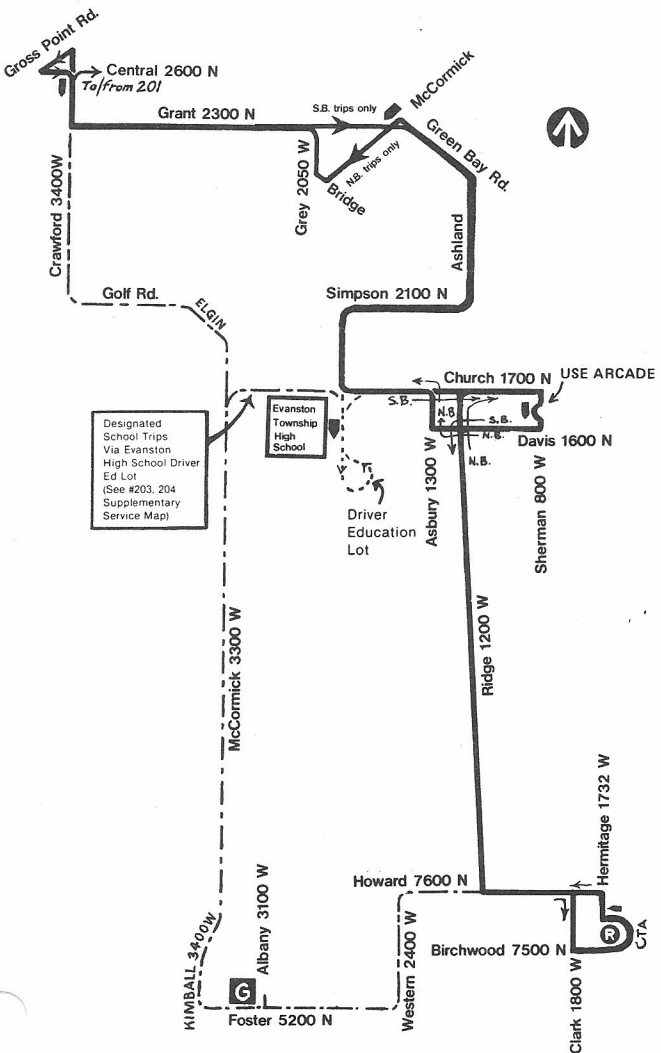 Gross Point Rd.
Central 2600 N
To/from 201
McCormick
Grant 2300 N
S.B. trips only
Green Bay Rd.
N.B. trips only
Grey 2050 W
Bridge
Crawford 3400W
Ashland
Golf Rd.
Simpson 2100 N
ELGIN
Church 1700 N
USE ARCADE
S.B.
N.B
S.B.
N.B.
N.B.
Davis 1600 N
Evanston
Township
High
School
Designated
School Trips
Via Evanston
High School Driver
Ed Lot
(See #203, 204
Supplementary
Service Map)
Asbury 1300 W
Sherman 800 W
Driver
Education
Lot
Ridge 1200 W
McCormick 3300 W
Hermitage 1732 W
Howard 7600 N
Albany 3100 W
KIMBALL 3400W
Western 2400 W
R
CTA
Birchwood 7500 N
G
Foster 5200 N
Clark 1800 W